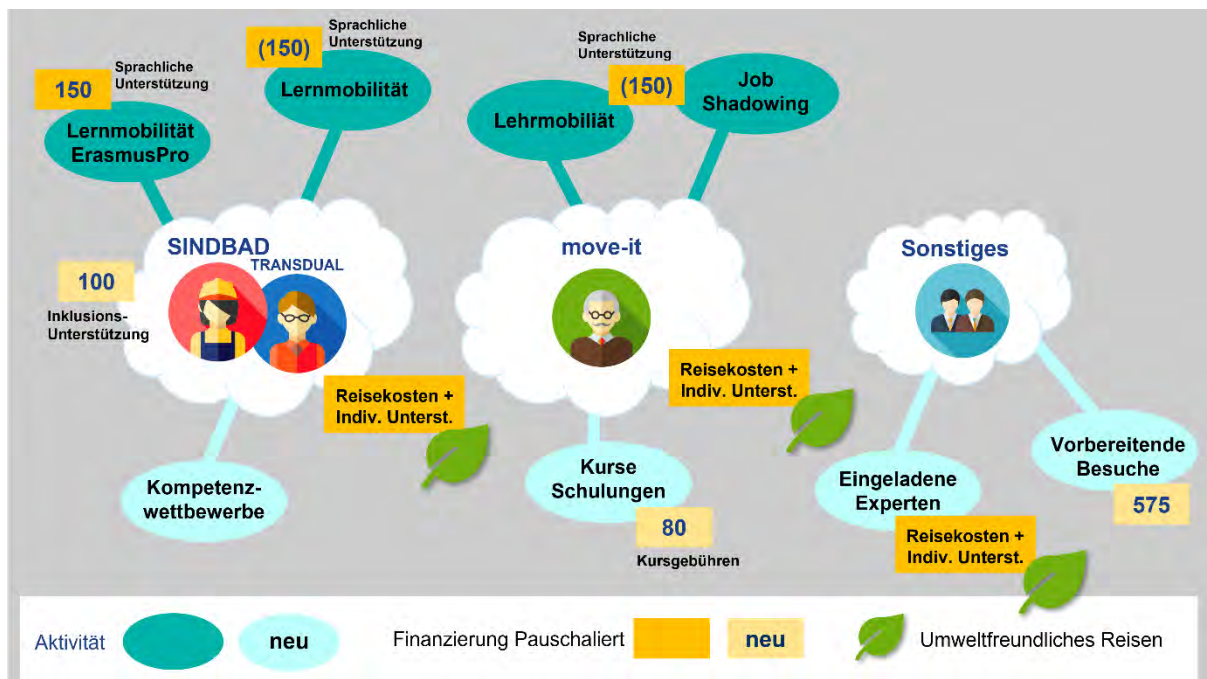 Sprachliche
Unterstützung
150
Lernmobilität
ErasmusPro
Sprachliche
Unterstützung
(150)
Lernmobilität
SINDBAD
TRANSDUAL
100
Inklusions-
Unterstützung
Reisekosten +
Indiv. Unterst.
Kompetenz-
wettbewerbe
Sprachliche
Unterstützung
(150)
Lehrmobiliät
Job
Shadowing
move-it
Reisekosten +
Indiv. Unterst.
Kurse
Schulungen
80
Kursgebühren
Sonstiges
Eingeladene
Experten
Reisekosten +
Indiv. Unterst.
Vorbereitende
Besuche
575
Aktivität
neu
Finanzierung Pauschaliert
neu
Umweltfreundliches Reisen